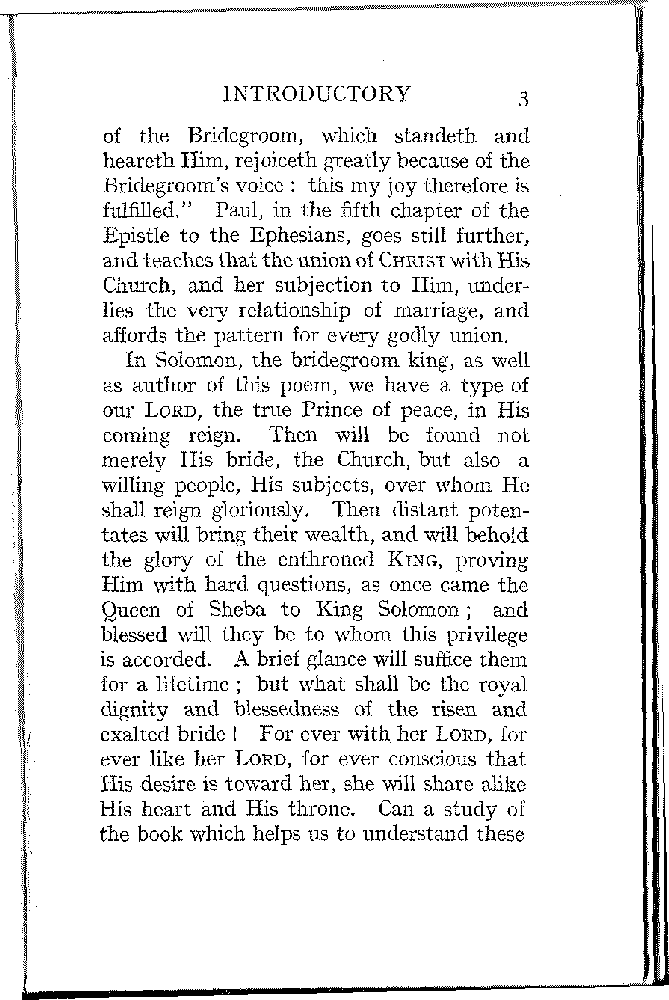 INTRODUCTORY 3
of the Bridegroom, which standeth and
heareth Him, rejoiceth greatly because of the
Bridegroom's voice : this my joy therefore is
fulfilled." Paul, in the fifth chapter of the
Epistle to the Ephesians, goes still further,
and teaches that the union of CHRIST with His
Church, and her subjection to Him, under-
lies the very relationship of marriage, and
affords the pattern for every godly union.
In Solomon, the bridegroom king, as well
as author of this poem, we have a type of
our LORD, the true Prince of peace, in His
coming reign. Then will be found not
merely His bride, the Church, but also a
willing people, His subjects, over whom He
shall reign gloriously. Then distant poten-
tates will bring their wealth, and will behold
the glory of the enthroned KING, proving
Him with hard questions, as once came the
Queen of Sheba to King Solomon ; and
blessed will they be to whom this privilege
is accorded. A brief glance will suffice them
for a lifetime ; but what shall be the royal
dignity and blessedness of the risen and
exalted bride ! For ever with her LORD, for
ever like her LORD, for ever conscious that
His desire is toward her, she will share alike
His heart and His throne. Can a study of
the book which helps us to understand these